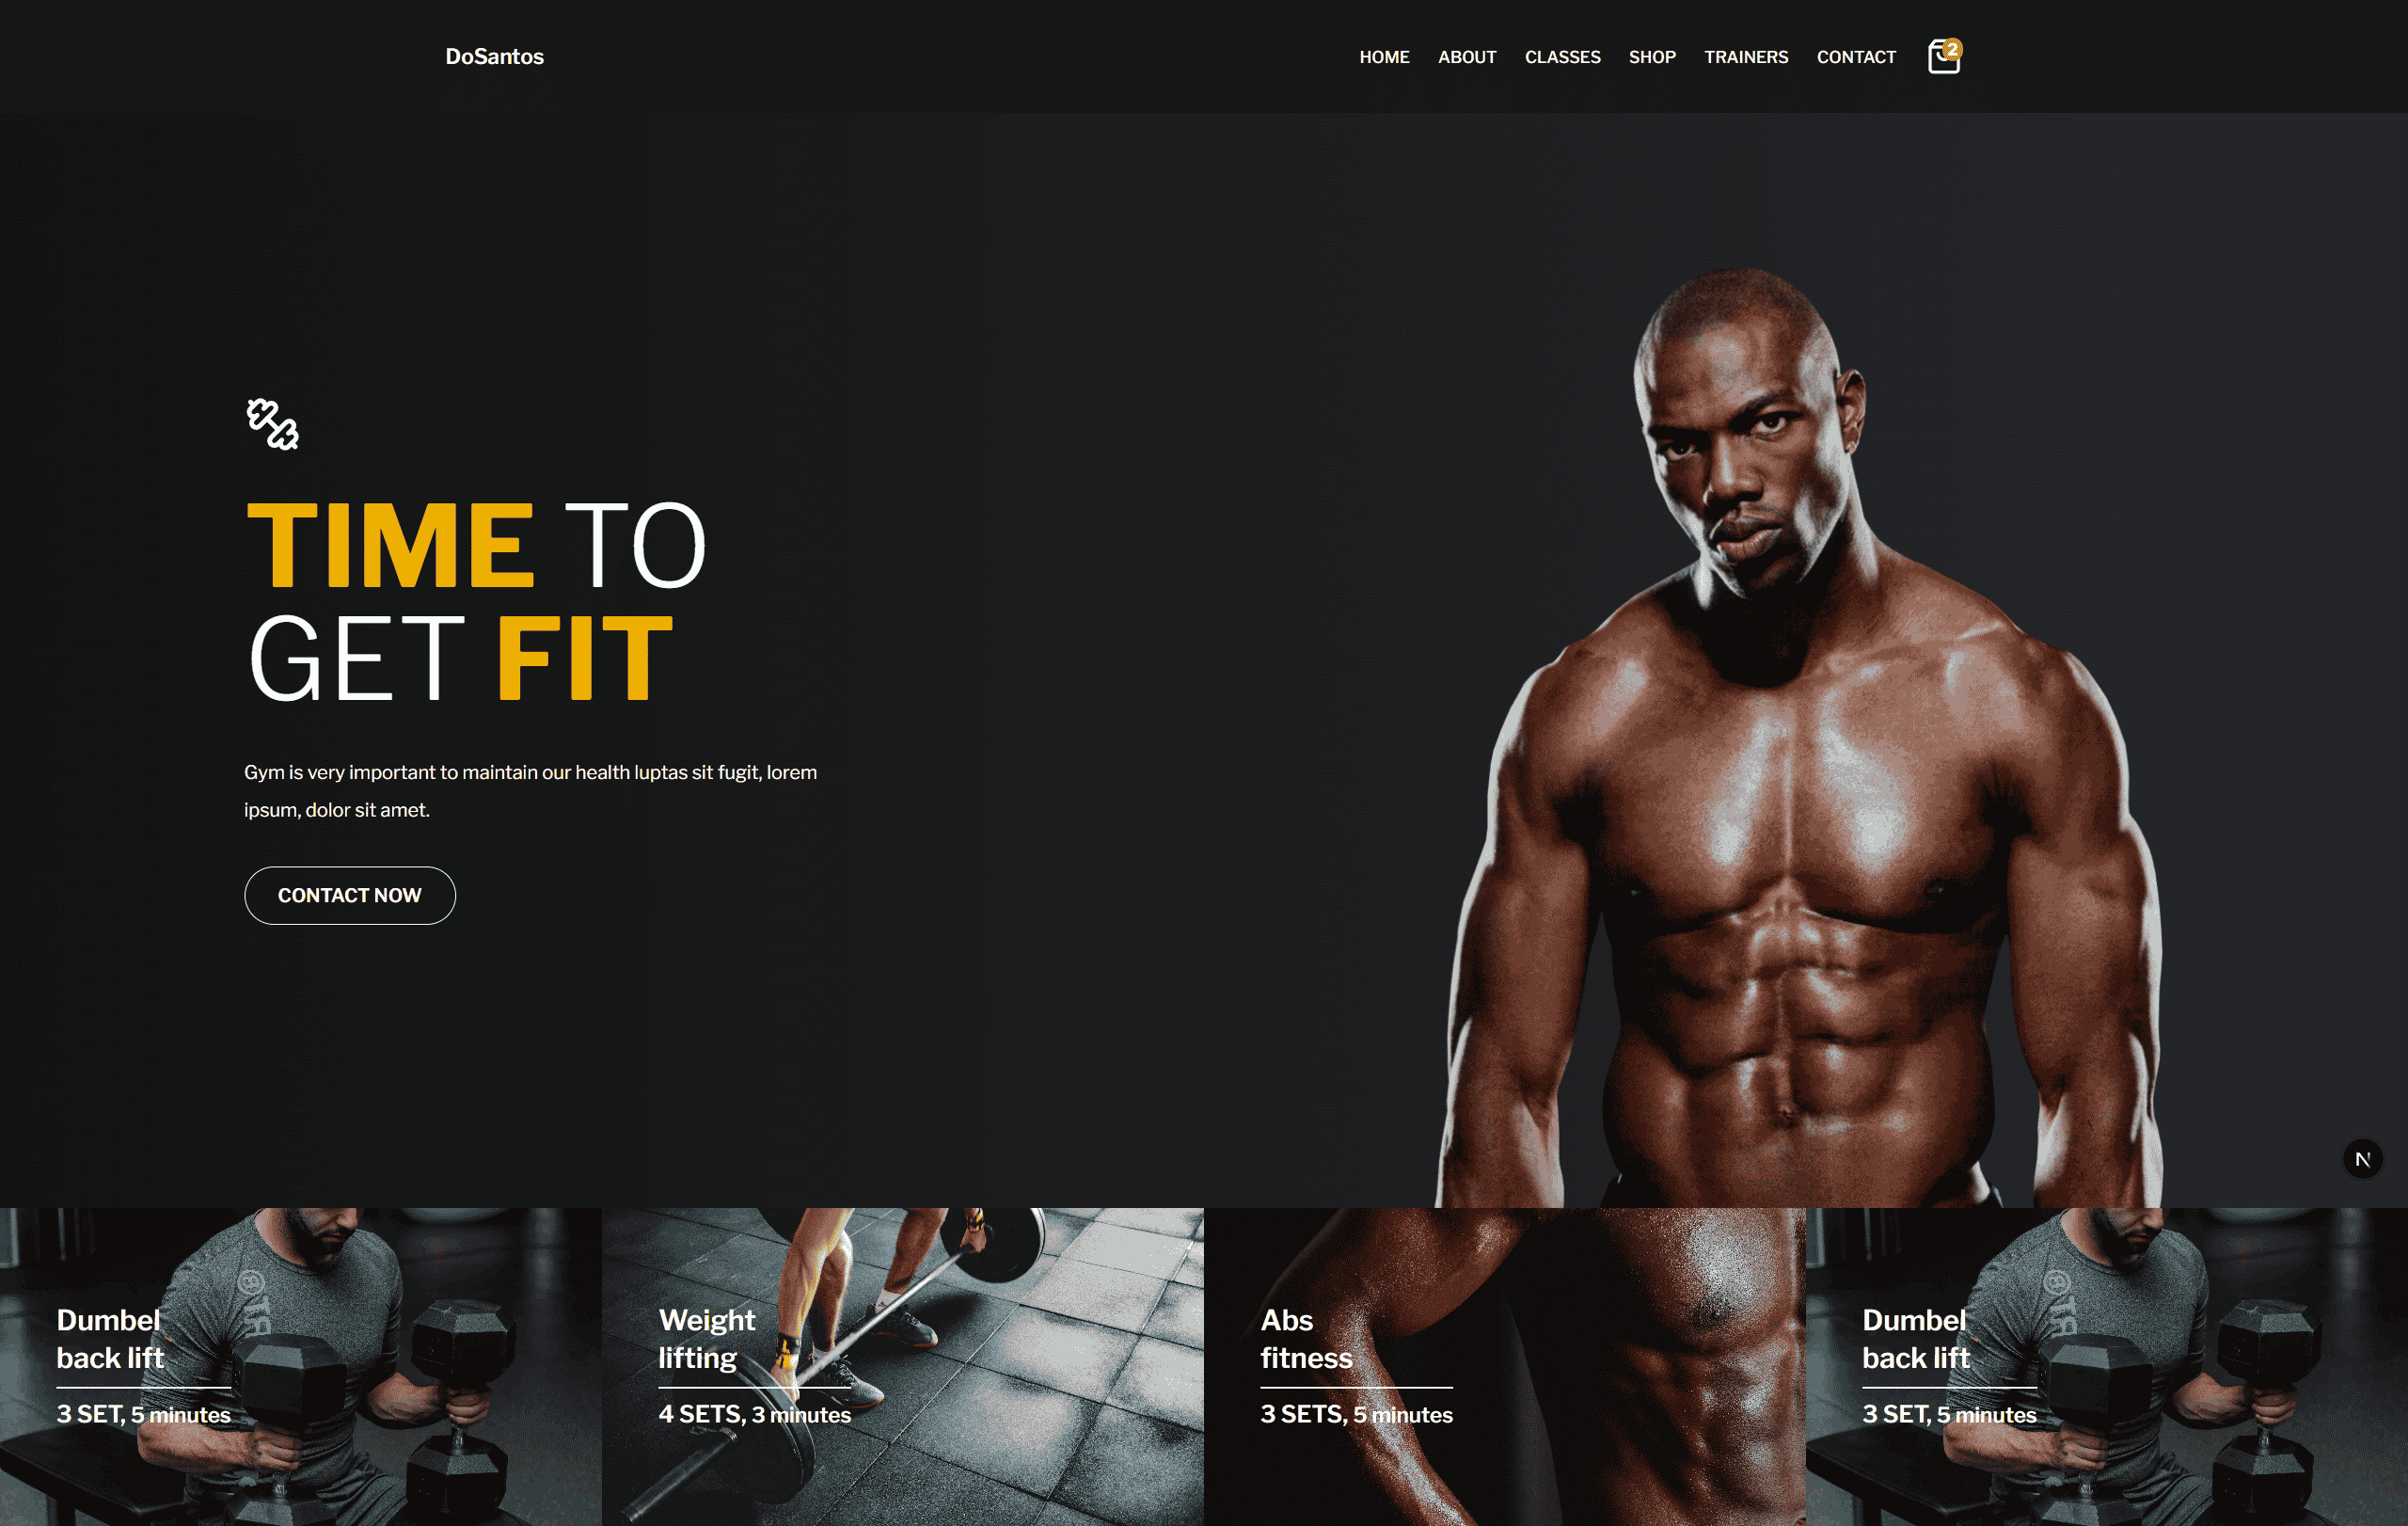 DoSantos
HOME ABOUT CLASSES SHOP TRAINERS CONTACT 2
TIME TO
GET FIT
Gym is very important to maintain our health luptas sit fugit, lorem
ipsum, dolor sit amet.
CONTACT NOW
N
Dumbel
back lift
3 SET, 5 minutes
Weight
lifting
4 SETS, 3 minutes
Abs
fitness
3 SETS, 5 minutes
Dumbel
back lift
3 SET, 5 minutes